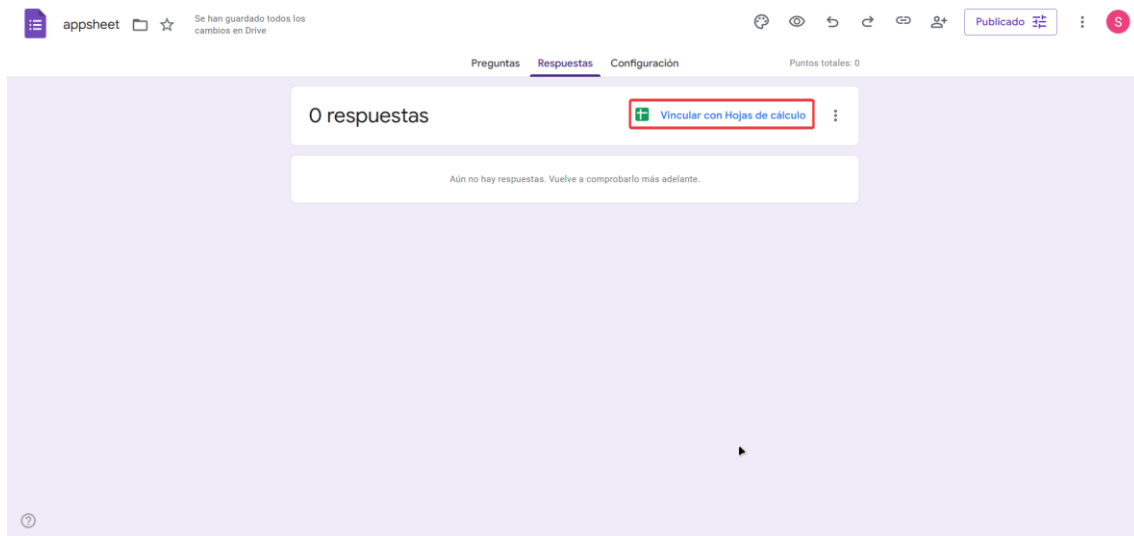 appsheet
Se han guardado todos los
cambios en Drive
Publicado
S
Preguntas Respuestas Configuración
Puntos totales: 0
0 respuestas
Vincular con Hojas de cálculo
Aún no hay respuestas. Vuelve a comprobarlo más adelante.